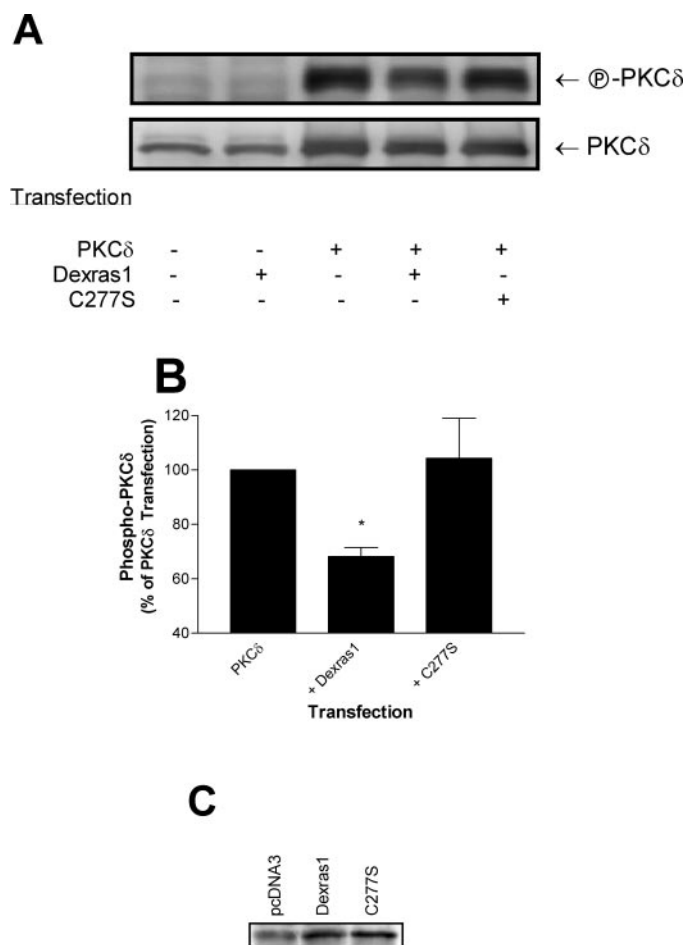 A
← Ⓟ-PKCδ
← PKCδ
Transfection
PKCδ - - + + +
Dexras1 - + - + -
C277S - - - - +
B
Phospho-PKCδ
(% of PKCδ Transfection)
120
100
80
60
40
*
PKCδ
+ Dexras1
+ C277S
Transfection
C
pcDNA3
Dexras1
C277S